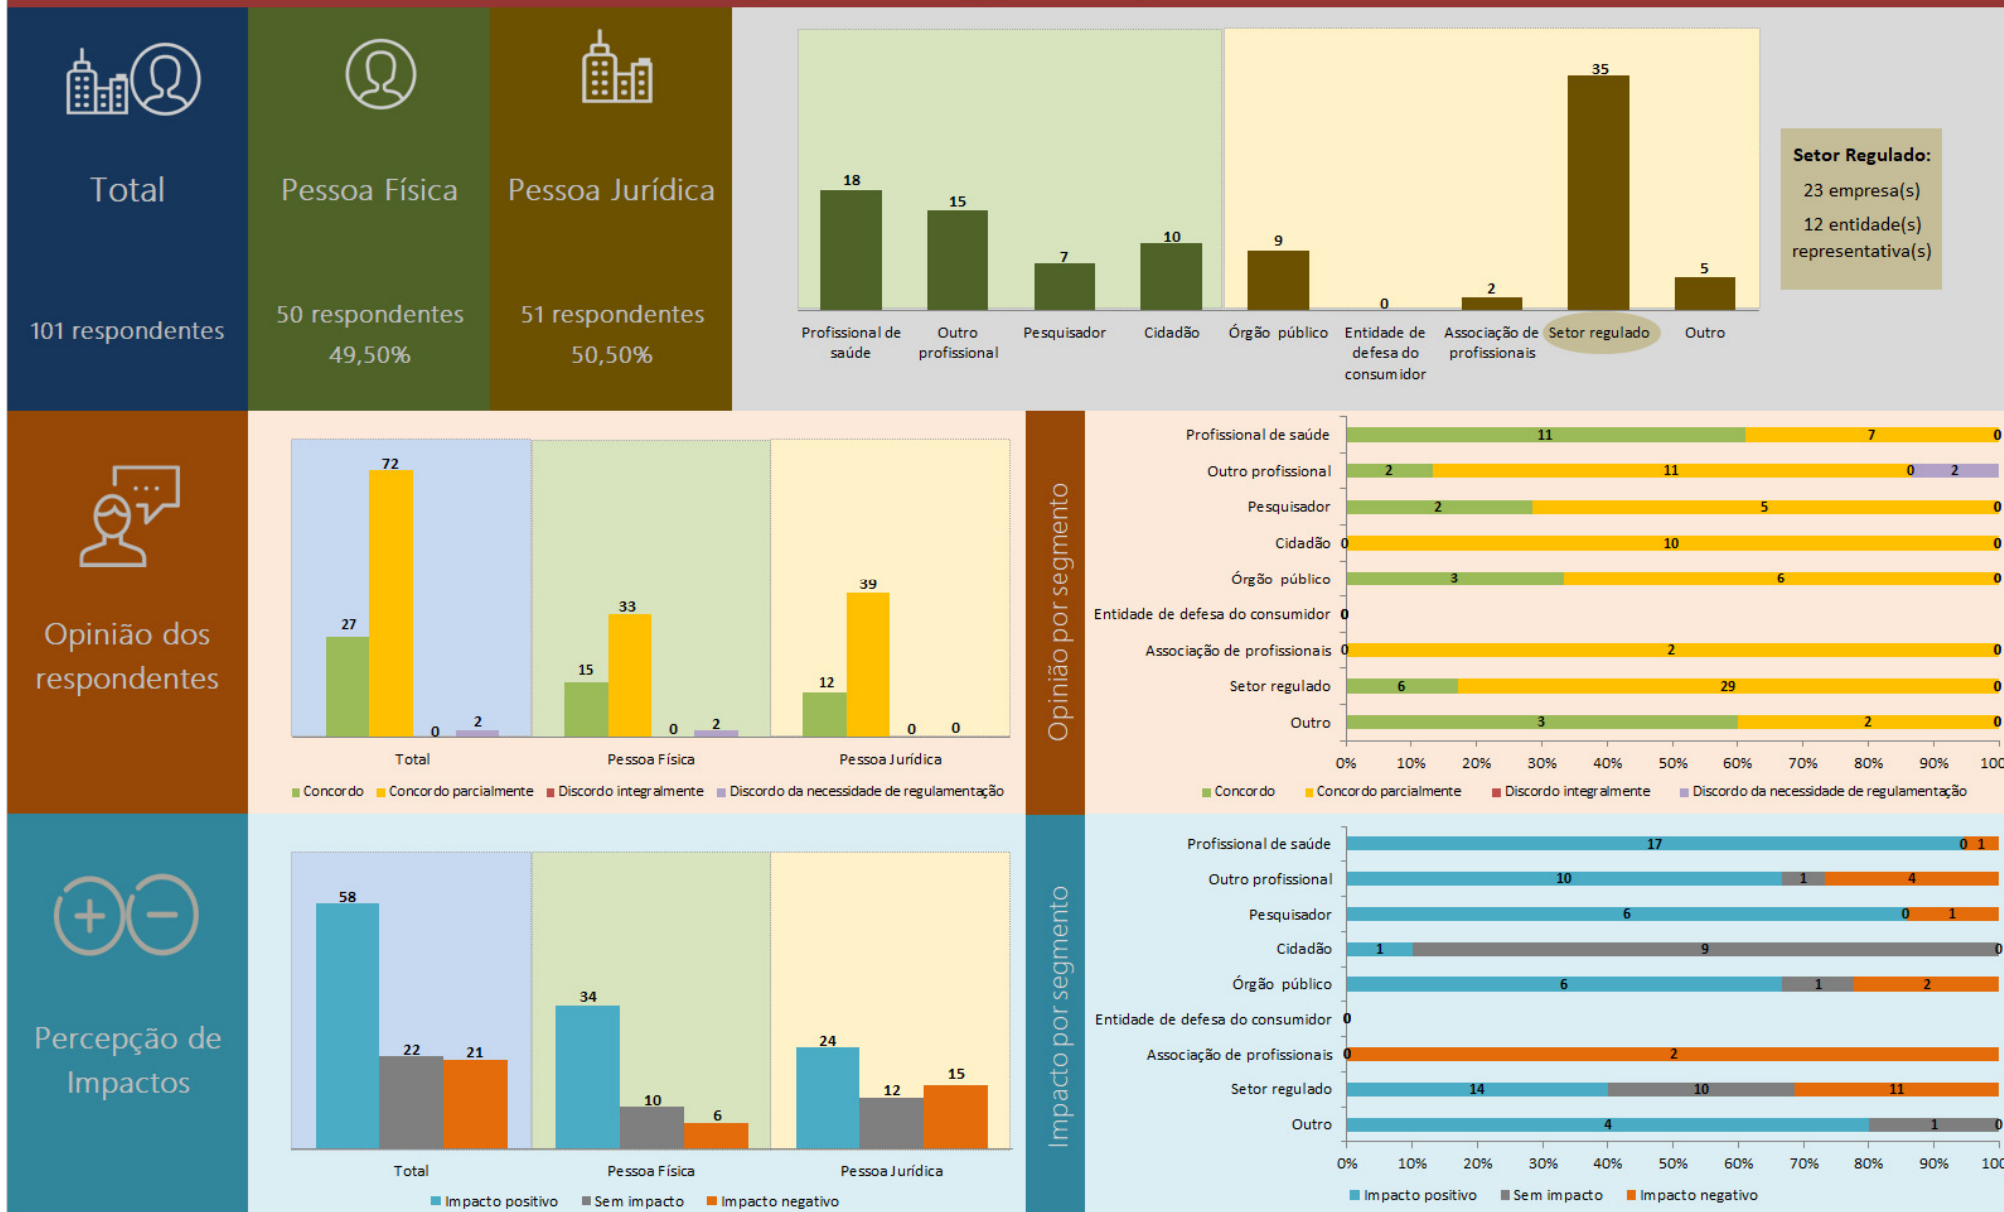 Total
101 respondentes
Pessoa Física
50 respondentes
49,50%
Pessoa Jurídica
51 respondentes
50,50%
18
15
7
10
9
0
2
35
5
Profissional de
saúde
Outro
profissional
Pesquisador
Cidadão
Órgão público
Entidade de
defesa do
consumidor
Associação de
profissionais
Setor regulado
Outro
Setor Regulado:
23 empresa(s)
12 entidade(s)
representativa(s)
Opinião dos
respondentes
27
72
0
2
15
33
0
2
12
39
0
0
Total
Pessoa Física
Pessoa Jurídica
Concordo
Concordo parcialmente
Discordo integralmente
Discordo da necessidade de regulamentação
Opinião por segmento
Profissional de saúde 11 7 0
Outro profissional 2 11 0 2
Pesquisador 2 5 0
Cidadão 0 10 0
Órgão público 3 6 0
Entidade de defesa do consumidor 0
Associação de profissionais 0 2 0
Setor regulado 6 29 0
Outro 3 2 0
0% 10% 20% 30% 40% 50% 60% 70% 80% 90% 100
Concordo
Concordo parcialmente
Discordo integralmente
Discordo da necessidade de regulamentação
Percepção de
Impactos
58
22
21
34
10
6
24
12
15
Total
Pessoa Física
Pessoa Jurídica
Impacto positivo
Sem impacto
Impacto negativo
Impacto por segmento
Profissional de saúde 17 0 1
Outro profissional 10 1 4
Pesquisador 6 0 1
Cidadão 1 9 0
Órgão público 6 1 2
Entidade de defesa do consumidor 0
Associação de profissionais 0 2
Setor regulado 14 10 11
Outro 4 1 0
0% 10% 20% 30% 40% 50% 60% 70% 80% 90% 100
Impacto positivo
Sem impacto
Impacto negativo